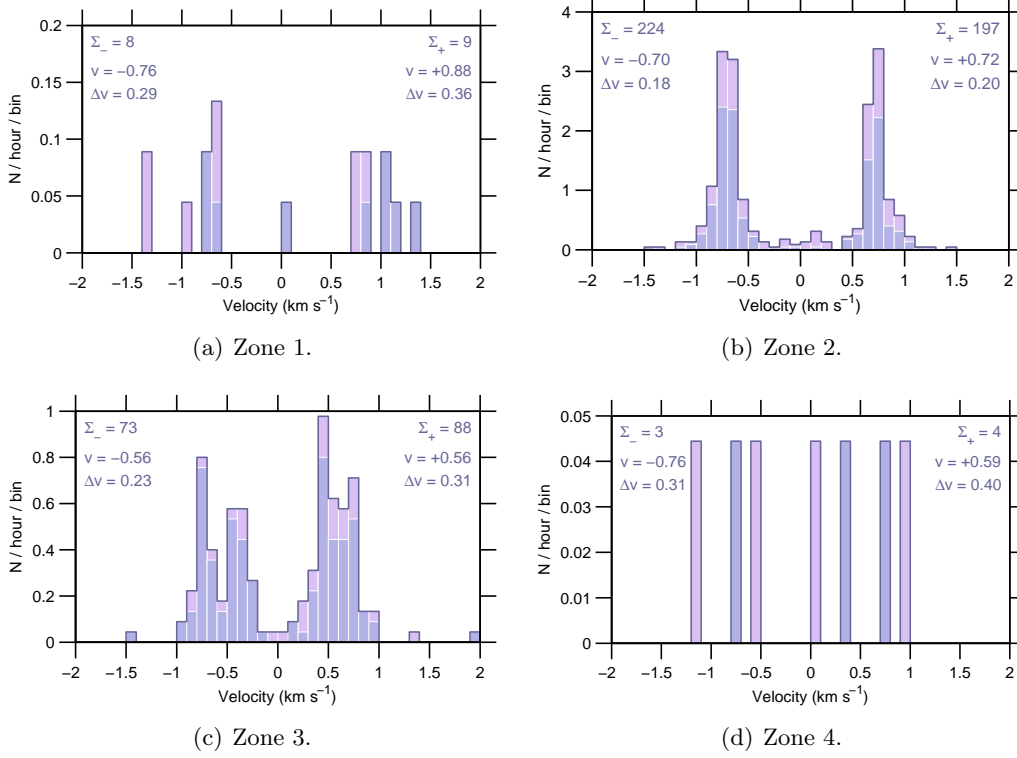 0.2
0.15
0.1
0.05
0
N / hour / bin
Σ₋ = 8
v = −0.76
Δv = 0.29
Σ₊ = 9
v = +0.88
Δv = 0.36
−2 −1.5 −1 −0.5 0 0.5 1 1.5 2
Velocity (km s⁻¹)
(a) Zone 1.
4
3
2
1
0
N / hour / bin
Σ₋ = 224
v = −0.70
Δv = 0.18
Σ₊ = 197
v = +0.72
Δv = 0.20
−2 −1.5 −1 −0.5 0 0.5 1 1.5 2
Velocity (km s⁻¹)
(b) Zone 2.
1
0.8
0.6
0.4
0.2
0
N / hour / bin
Σ₋ = 73
v = −0.56
Δv = 0.23
Σ₊ = 88
v = +0.56
Δv = 0.31
−2 −1.5 −1 −0.5 0 0.5 1 1.5 2
Velocity (km s⁻¹)
(c) Zone 3.
0.05
0.04
0.03
0.02
0.01
0
N / hour / bin
Σ₋ = 3
v = −0.76
Δv = 0.31
Σ₊ = 4
v = +0.59
Δv = 0.40
−2 −1.5 −1 −0.5 0 0.5 1 1.5 2
Velocity (km s⁻¹)
(d) Zone 4.